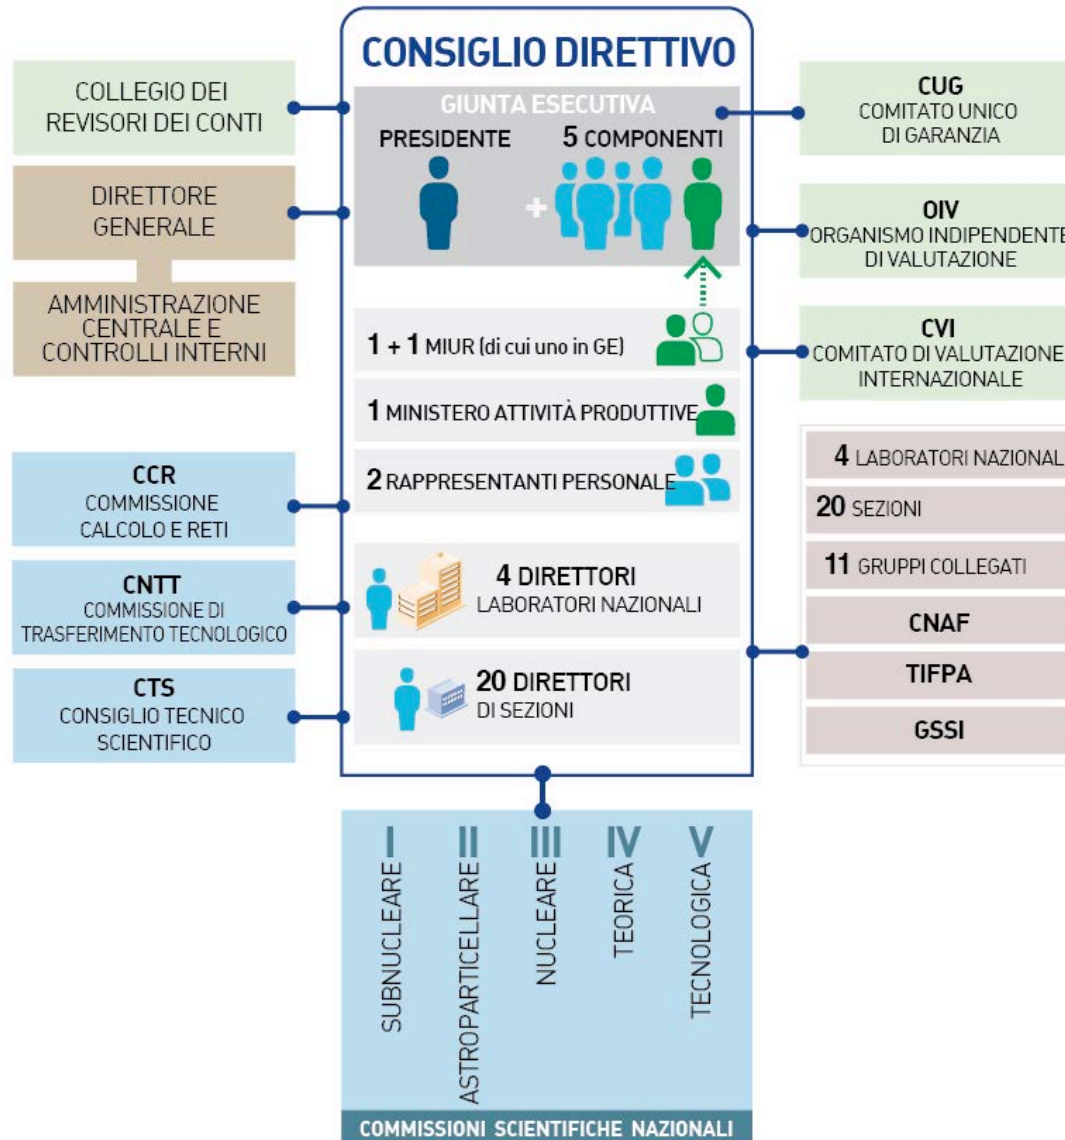 CONSIGLIO DIRETTIVO
GIUNTA ESECUTIVA
PRESIDENTE
5 COMPONENTI
+
1 + 1 MIUR (di cui uno in GE)
1 MINISTERO ATTIVITÀ PRODUTTIVE
2 RAPPRESENTANTI PERSONALE
4 DIRETTORI
LABORATORI NAZIONALI
20 DIRETTORI
DI SEZIONI
COLLEGIO DEI
REVISORI DEI CONTI
DIRETTORE
GENERALE
AMMINISTRAZIONE
CENTRALE E
CONTROLLI INTERNI
CCR
COMMISSIONE
CALCOLO E RETI
CNTT
COMMISSIONE DI
TRASFERIMENTO TECNOLOGICO
CTS
CONSIGLIO TECNICO
SCIENTIFICO
CUG
COMITATO UNICO
DI GARANZIA
OIV
ORGANISMO INDIPENDENTE
DI VALUTAZIONE
CVI
COMITATO DI VALUTAZIONE
INTERNAZIONALE
4 LABORATORI NAZIONAL
20 SEZIONI
11 GRUPPI COLLEGATI
CNAF
TIFPA
GSSI
I
SUBNUCLEARE
II
ASTROPARTICELLARE
III
NUCLEARE
IV
TEORICA
V
TECNOLOGICA
COMMISSIONI SCIENTIFICHE NAZIONALI